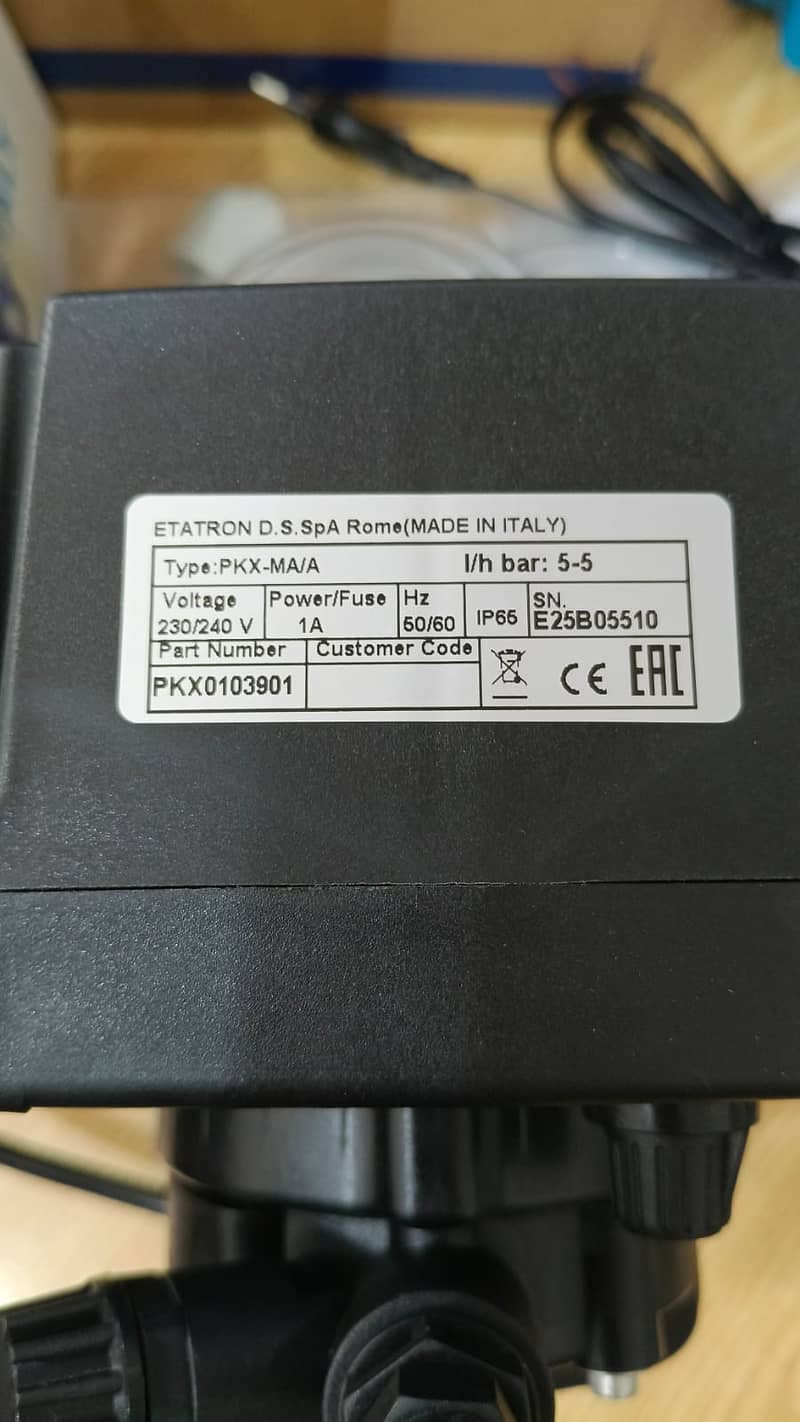 ETATRON D.S.SpA Rome(MADE IN ITALY)
Type:PKX-MA/A l/h bar: 5-5
Voltage Power/Fuse Hz IP65 SN.
230/240 V 1A 50/60 E25B05510
Part Number Customer Code
PKX0103901 CE EAC